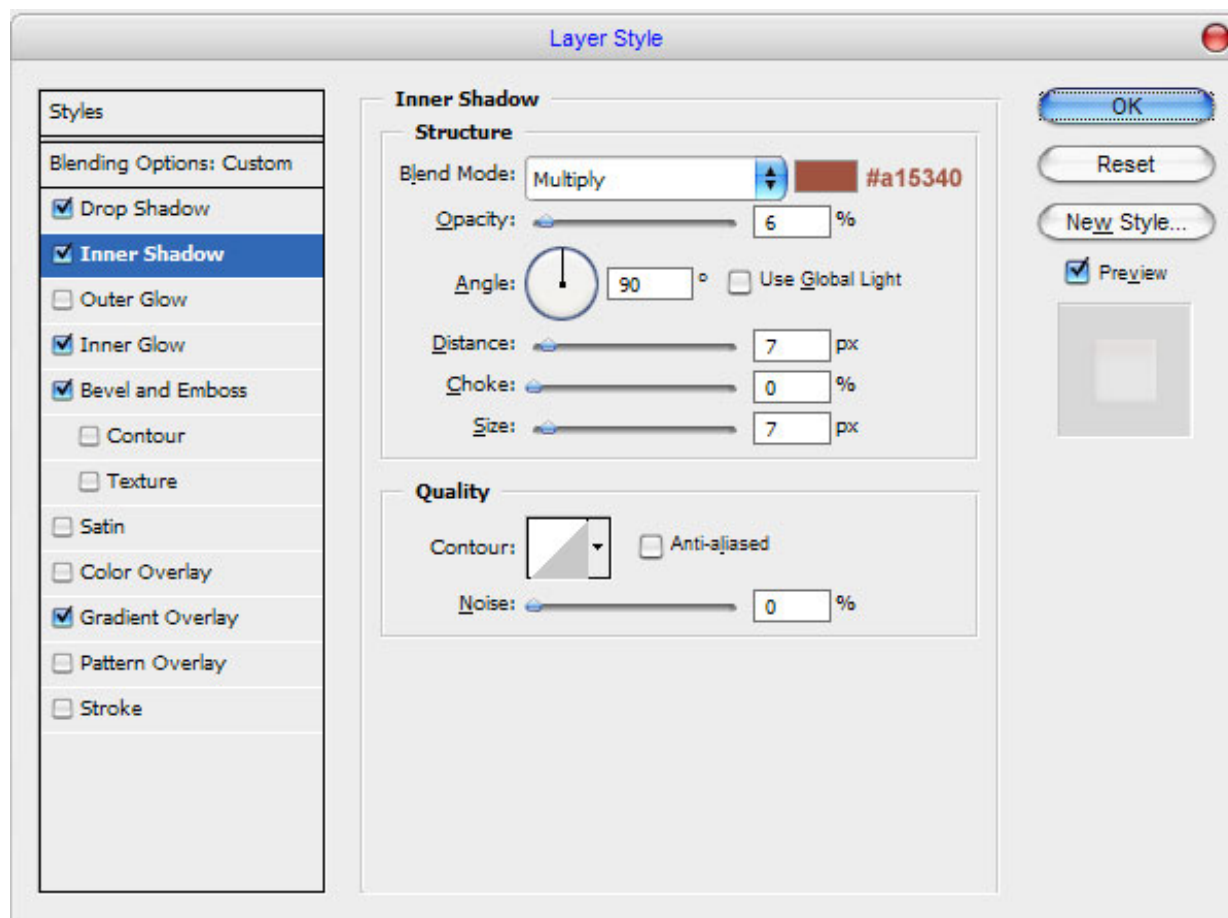 Layer Style
Styles
Blending Options: Custom
Drop Shadow
Inner Shadow
Outer Glow
Inner Glow
Bevel and Emboss
Contour
Texture
Satin
Color Overlay
Gradient Overlay
Pattern Overlay
Stroke
Inner Shadow
Structure
Blend Mode: Multiply #a15340
Opacity: 6 %
Angle: 90 ° Use Global Light
Distance: 7 px
Choke: 0 %
Size: 7 px
Quality
Contour: Anti-aliased
Noise: 0 %
OK
Reset
New Style...
Preview